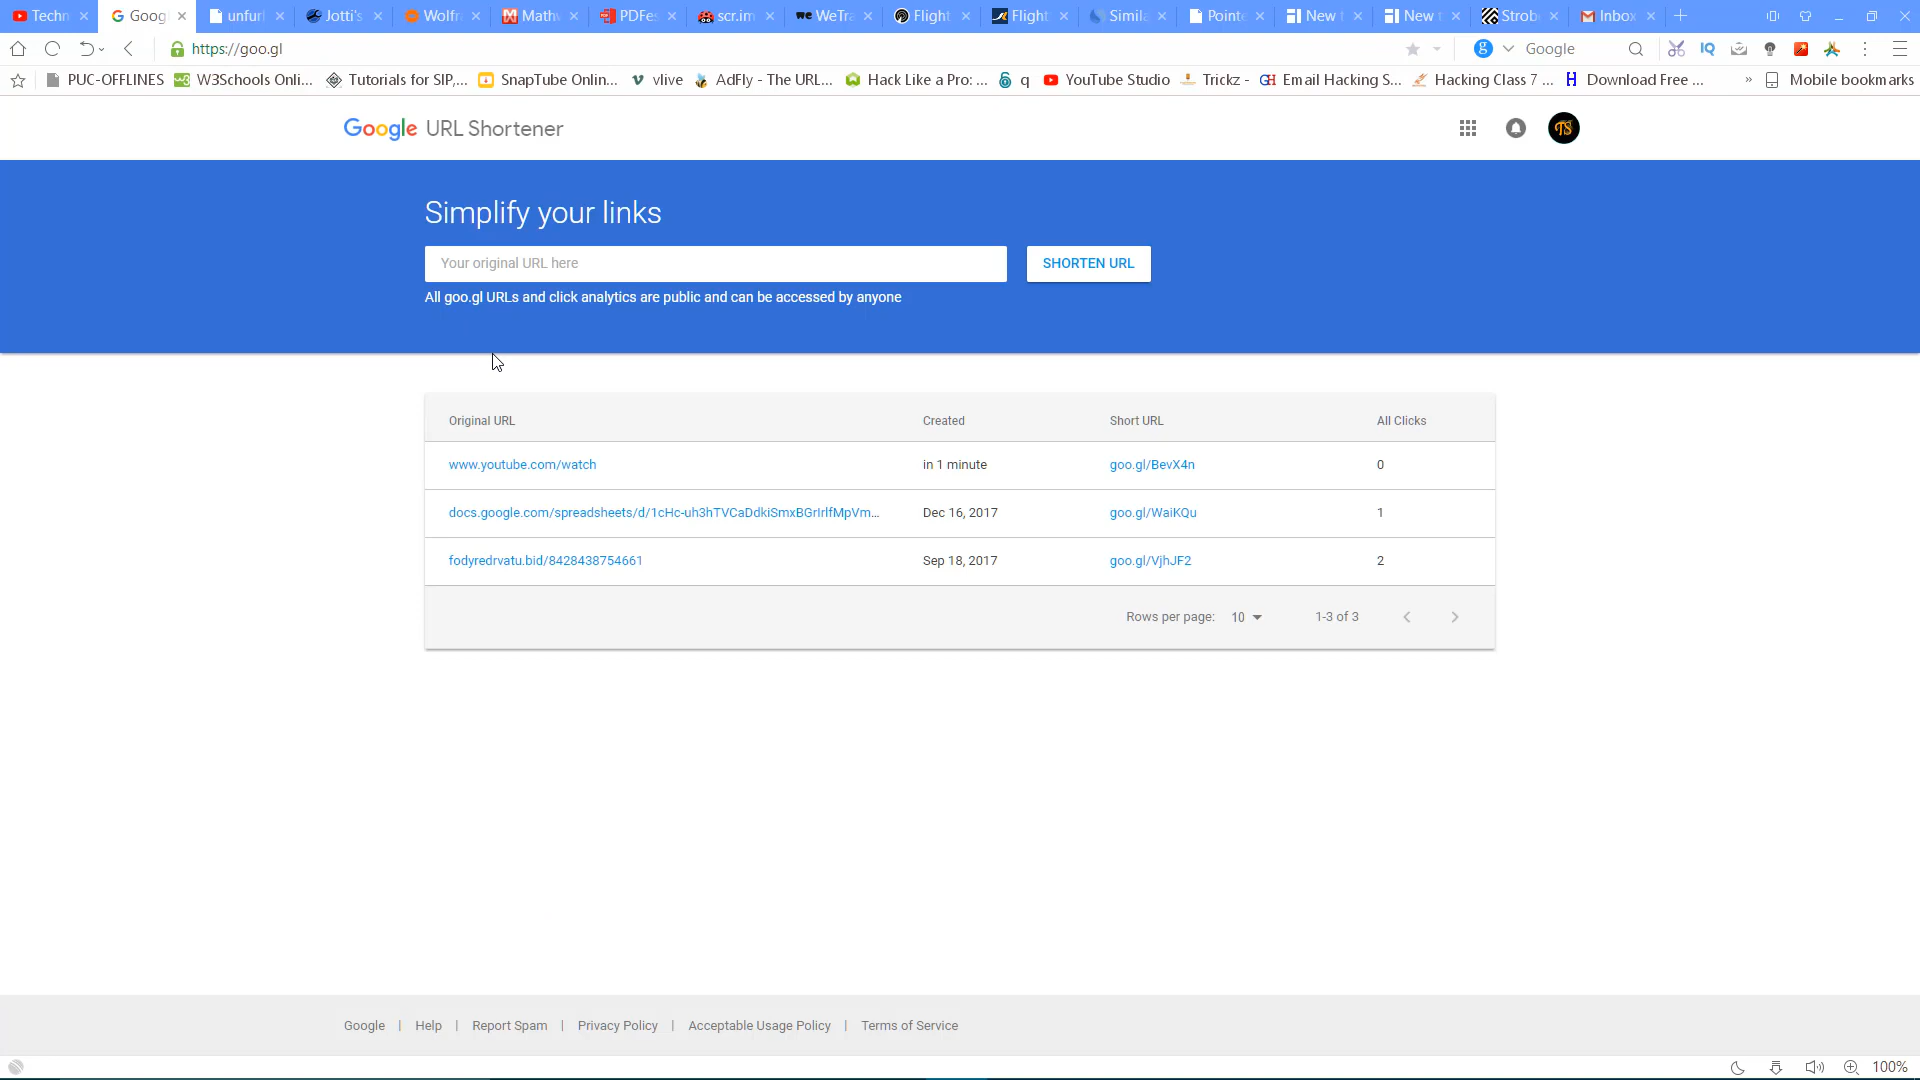 Techn Googl unfurl Jotti's Wolfr Mathw PDFes scr.im WeTra Flight Flight Simila Pointe New t New t Strob Inbox
https://goo.gl Google
PUC-OFFLINES W3Schools Onli... Tutorials for SIP,... SnapTube Onlin... vlive AdFly - The URL... Hack Like a Pro: ... q YouTube Studio Trickz - Email Hacking S... Hacking Class 7 ... Download Free ... » Mobile bookmarks
Google URL Shortener
Simplify your links
Your original URL here SHORTEN URL
All goo.gl URLs and click analytics are public and can be accessed by anyone
Original URL Created Short URL All Clicks
www.youtube.com/watch in 1 minute goo.gl/BevX4n 0
docs.google.com/spreadsheets/d/1cHc-uh3hTVCaDdkiSmxBGrIrlfMpVm... Dec 16, 2017 goo.gl/WaiKQu 1
fodyredrvatu.bid/8428438754661 Sep 18, 2017 goo.gl/VjhJF2 2
Rows per page: 10 1-3 of 3
Google | Help | Report Spam | Privacy Policy | Acceptable Usage Policy | Terms of Service
100%